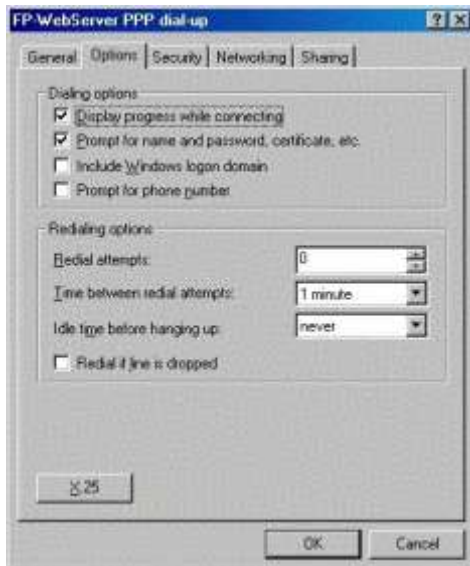 FP-WebServer PPP dial-up
General Options Security Networking Sharing
Dialing options
Display progress while connecting
Prompt for name and password, certificate, etc.
Include Windows logon domain
Prompt for phone number
Redialing options
Redial attempts: 0
Time between redial attempts: 1 minute
Idle time before hanging up: never
Redial if line is dropped
X.25
OK Cancel